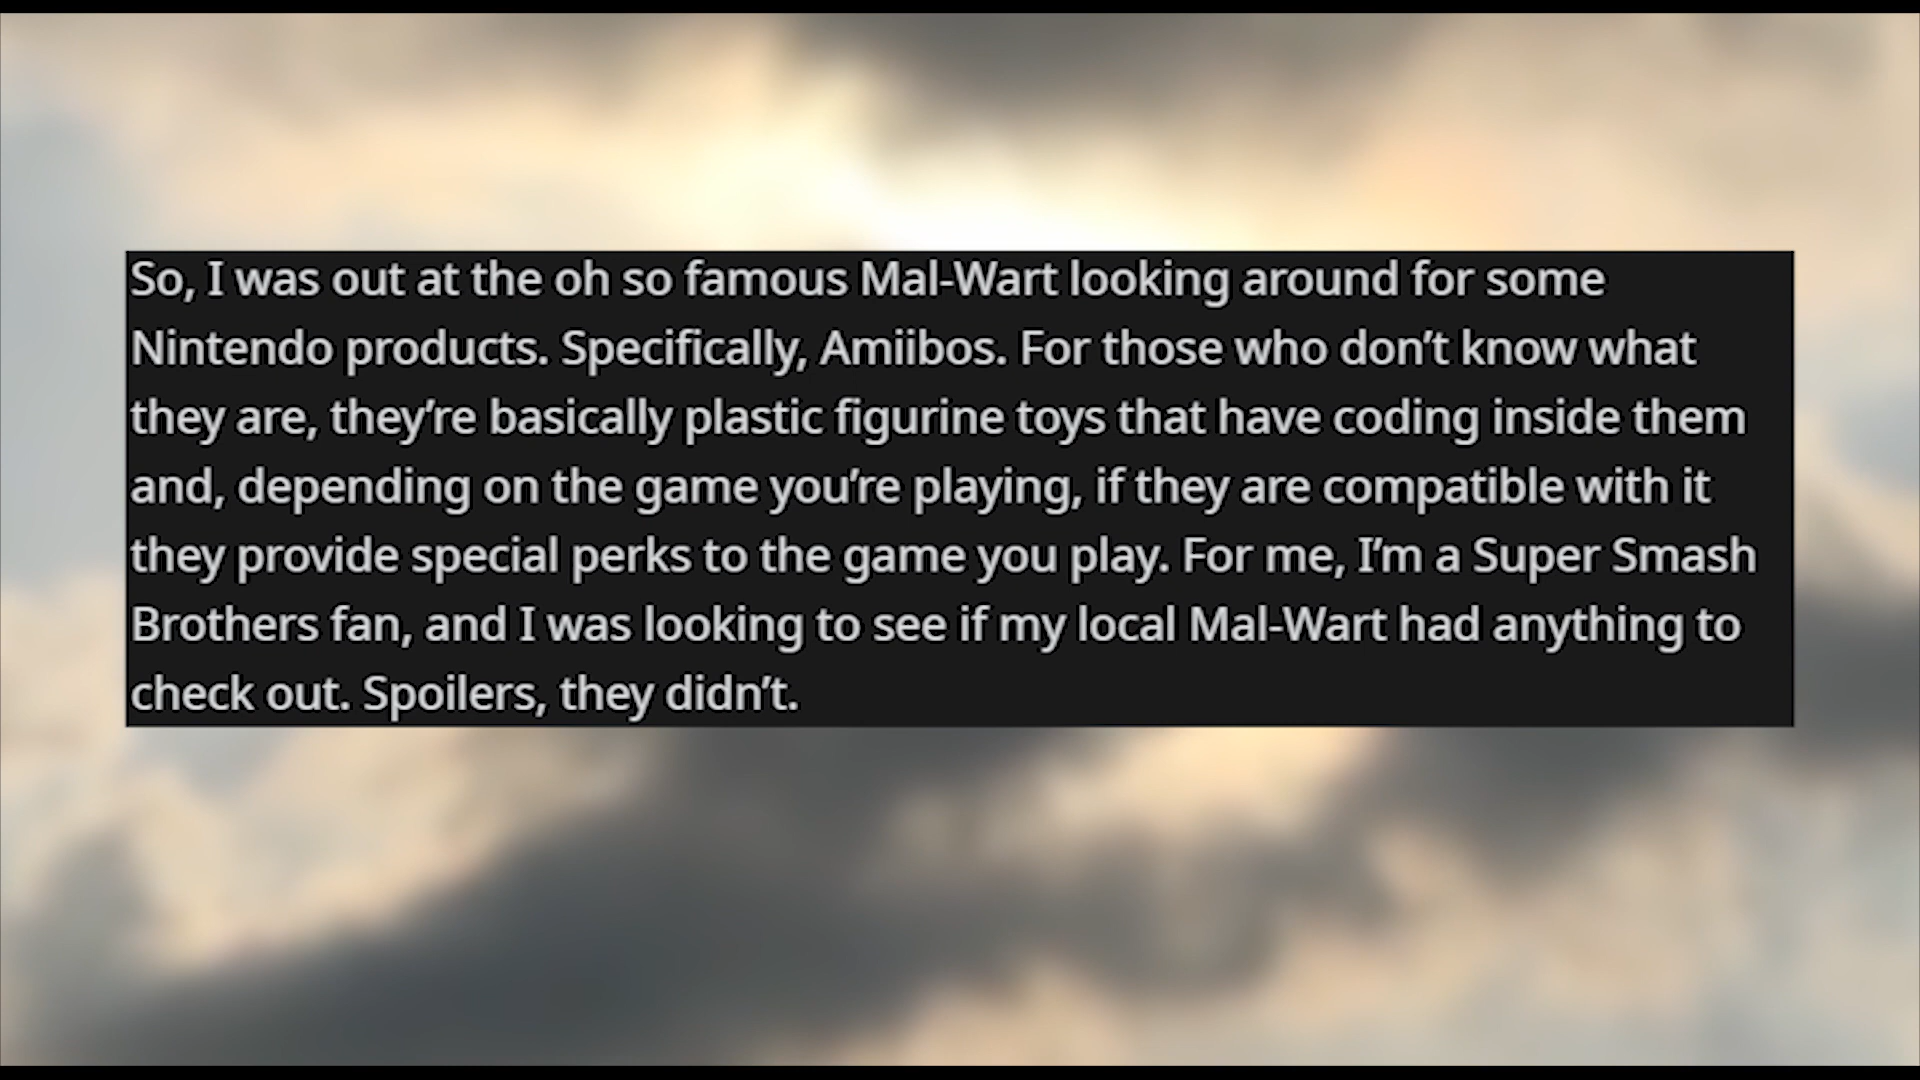 So, I was out at the oh so famous Mal-Wart looking around for some
Nintendo products. Specifically, Amiibos. For those who don’t know what
they are, they’re basically plastic figurine toys that have coding inside them
and, depending on the game you’re playing, if they are compatible with it
they provide special perks to the game you play. For me, I’m a Super Smash
Brothers fan, and I was looking to see if my local Mal-Wart had anything to
check out. Spoilers, they didn’t.